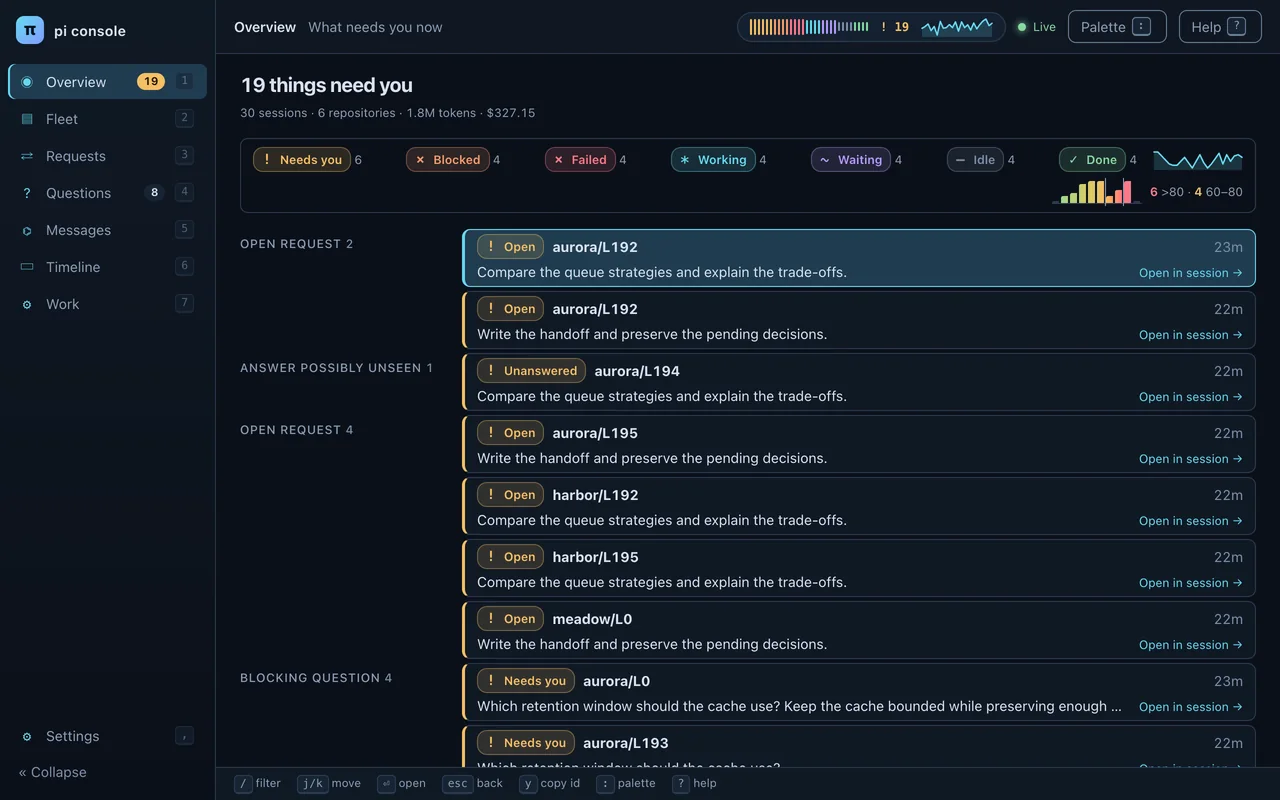 π pi console
Overview 19 1
Fleet 2
Requests 3
Questions 8 4
Messages 5
Timeline 6
Work 7
Settings ,
« Collapse
Overview What needs you now
! 19
Live
Palette :
Help ?
19 things need you
30 sessions · 6 repositories · 1.8M tokens · $327.15
! Needs you 6 × Blocked 4 × Failed 4 ∗ Working 4 ~ Waiting 4 — Idle 4 ✓ Done 4
6 >80 · 4 60–80
OPEN REQUEST 2
! Open aurora/L192 23m
Compare the queue strategies and explain the trade-offs. Open in session →
! Open aurora/L192 22m
Write the handoff and preserve the pending decisions. Open in session →
ANSWER POSSIBLY UNSEEN 1
! Unanswered aurora/L194 22m
Compare the queue strategies and explain the trade-offs. Open in session →
OPEN REQUEST 4
! Open aurora/L195 22m
Write the handoff and preserve the pending decisions. Open in session →
! Open harbor/L192 22m
Compare the queue strategies and explain the trade-offs. Open in session →
! Open harbor/L195 22m
Compare the queue strategies and explain the trade-offs. Open in session →
! Open meadow/L0 22m
Write the handoff and preserve the pending decisions. Open in session →
BLOCKING QUESTION 4
! Needs you aurora/L0 23m
Which retention window should the cache use? Keep the cache bounded while preserving enough ... Open in session →
! Needs you aurora/L193 22m
Which retention window should the cache use? Open in session →
/ filter j/k move ⏎ open esc back y copy id : palette ? help